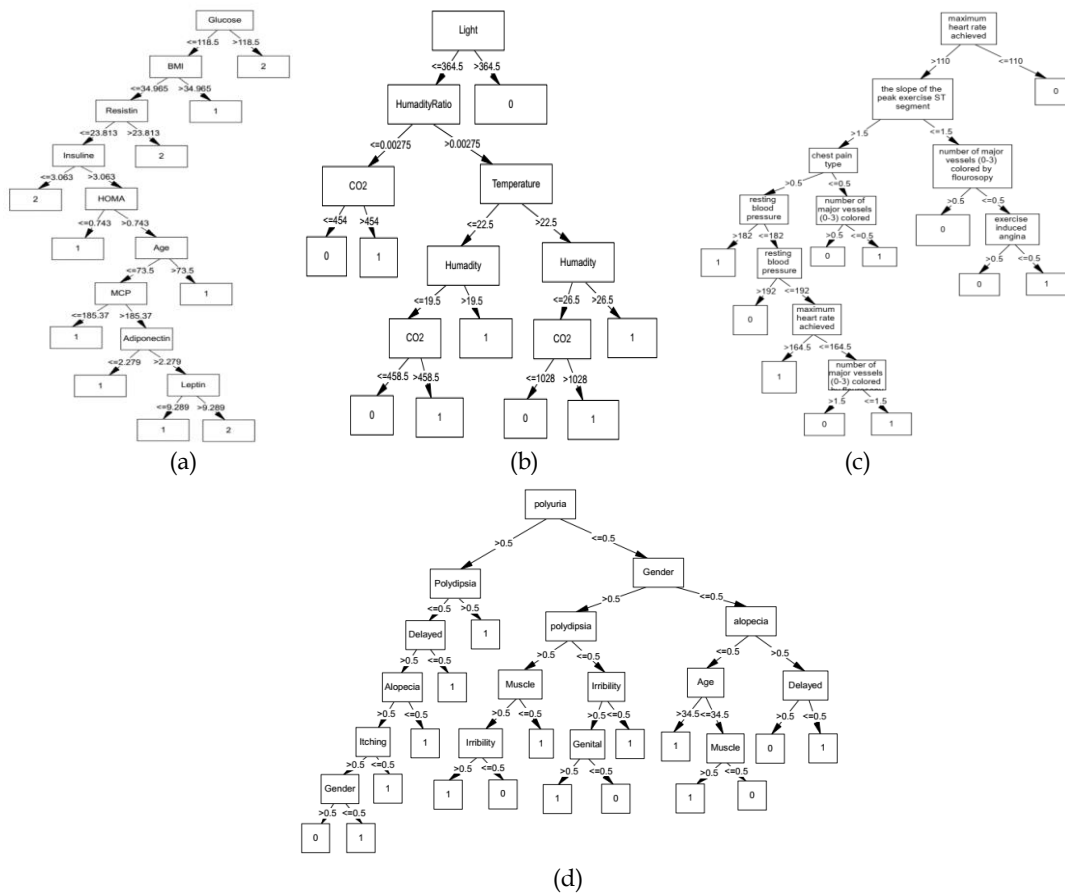 Glucose
<=118.5 >118.5
BMI
2
<=34.965 >34.965
Resistin
1
<=23.813 >23.813
Insuline
2
<=3.063 >3.063
2
HOMA
<=0.743 >0.743
1
Age
<=73.5 >73.5
MCP
1
<=185.37 >185.37
1
Adiponectin
<=2.279 >2.279
1
Leptin
<=9.289 >9.289
1
2
(a)
Light
<=364.5 >364.5
HumadityRatio
0
<=0.00275 >0.00275
CO2
Temperature
<=454 >454
0
1
<=22.5 >22.5
Humadity
Humadity
<=19.5 >19.5
<=26.5 >26.5
CO2
1
CO2
1
<=458.5 >458.5
<=1028 >1028
0
1
0
1
(b)
maximum
heart rate
achieved
>110 <=110
the slope of the
peak exercise ST
segment
0
>1.5 <=1.5
chest pain
type
number of major
vessels (0-3)
colored by
flourosopy
>0.5 <=0.5
>0.5 <=0.5
resting
blood
pressure
number of major
vessels (0-3)
colored
0
exercise
induced
angina
>182 <=182
>0.5 <=0.5
>0.5 <=0.5
1
resting
blood
pressure
0
1
0
1
>192 <=192
0
maximum
heart rate
achieved
>164.5 <=164.5
1
number of
major vessels
(0-3) colored
by flourosopy
>1.5 <=1.5
0
1
(c)
polyuria
>0.5 <=0.5
Polydipsia
Gender
<=0.5 >0.5
>0.5 <=0.5
Delayed
1
polydipsia
alopecia
>0.5 <=0.5
>0.5 <=0.5
<=0.5 >0.5
Alopecia
1
Muscle
Irribility
Age
Delayed
>0.5 <=0.5
>0.5 <=0.5
>0.5 <=0.5
>34.5 <=34.5
>0.5 <=0.5
Itching
1
Irribility
1
Genital
1
1
Muscle
0
1
>0.5 <=0.5
>0.5 <=0.5
>0.5 <=0.5
>0.5 <=0.5
Gender
1
1
0
1
0
1
0
>0.5 <=0.5
0
1
(d)